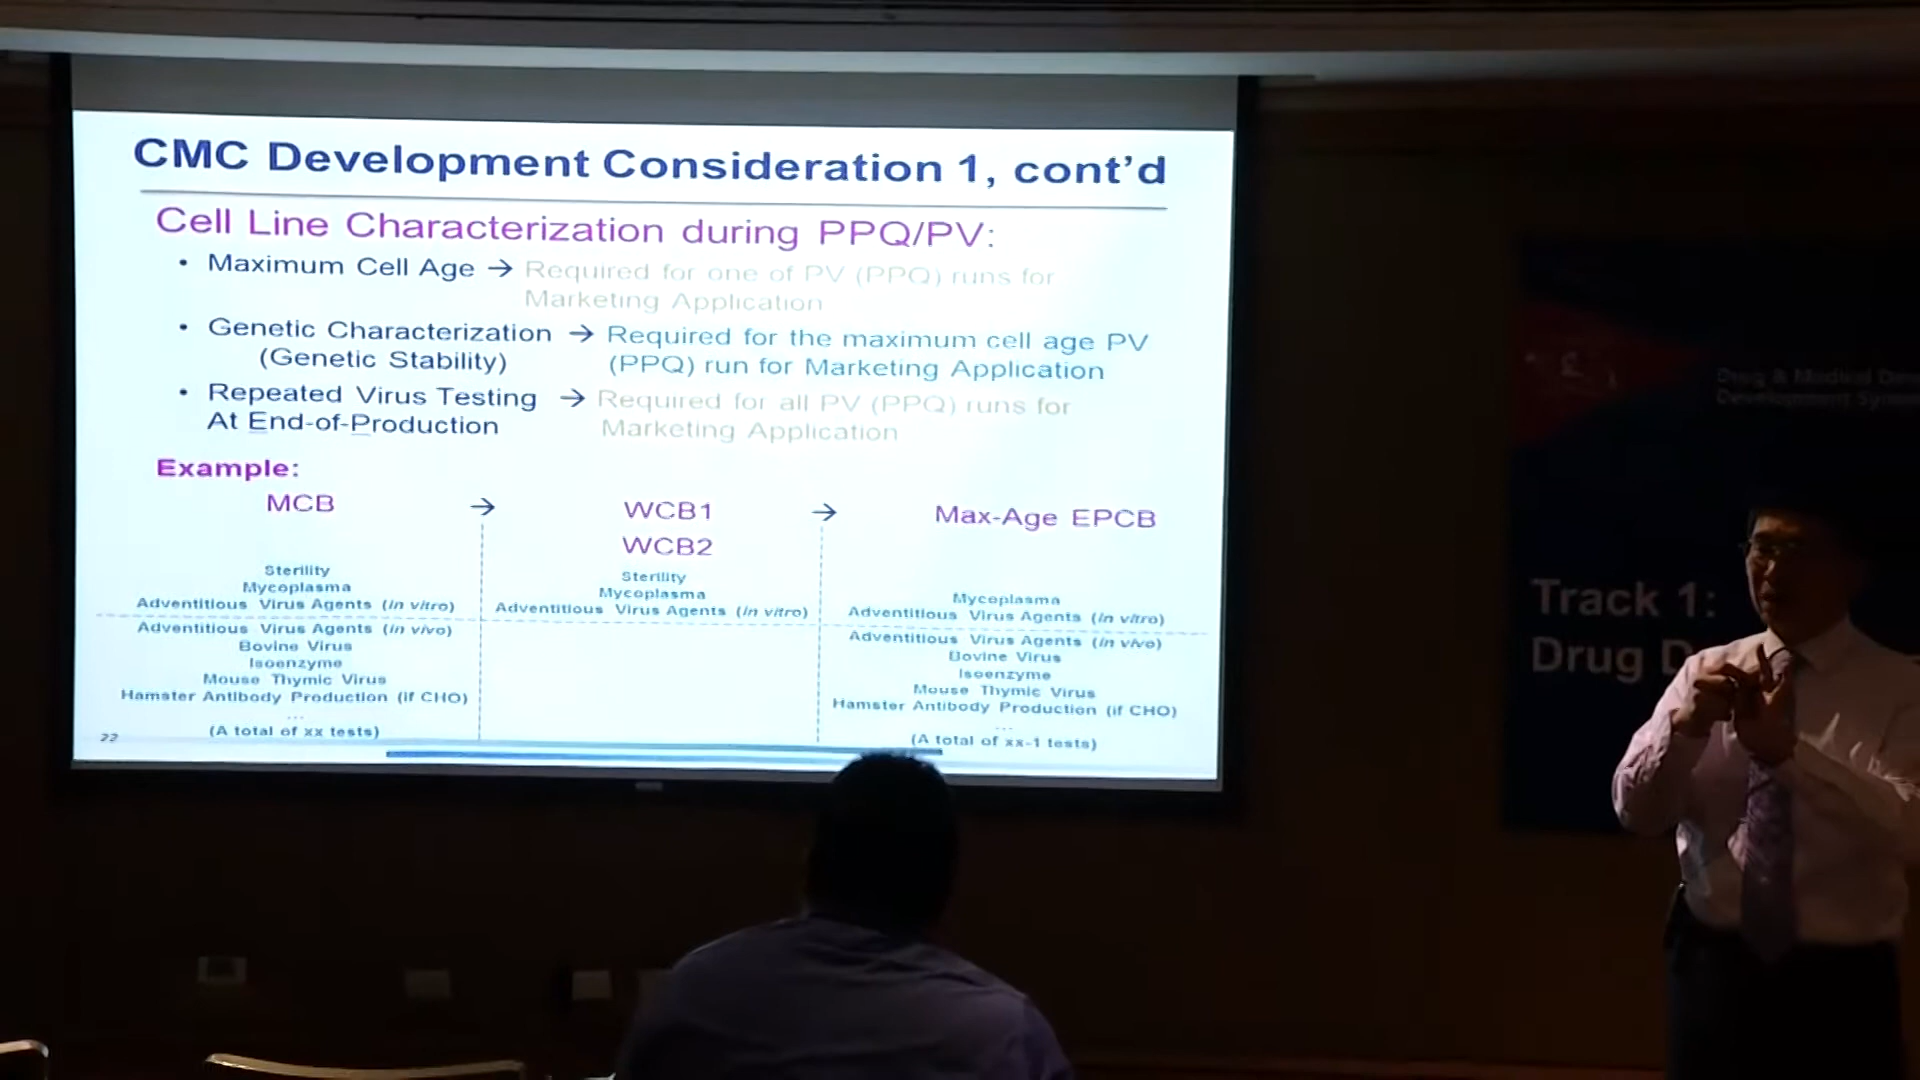 CMC Development Consideration 1, cont’d
Cell Line Characterization during PPQ/PV:
• Maximum Cell Age → Required for one of PV (PPQ) runs for
Marketing Application
• Genetic Characterization → Required for the maximum cell age PV
(Genetic Stability) (PPQ) run for Marketing Application
• Repeated Virus Testing → Required for all PV (PPQ) runs for
At End-of-Production Marketing Application
Example:
MCB → WCB1 → Max-Age EPCB
WCB2
Sterility
Mycoplasma
Adventitious Virus Agents (in vitro)
Adventitious Virus Agents (in vivo)
Bovine Virus
Isoenzyme
Mouse Thymic Virus
Hamster Antibody Production (if CHO)
...
(A total of xx tests)
Sterility
Mycoplasma
Adventitious Virus Agents (in vitro)
Mycoplasma
Adventitious Virus Agents (in vitro)
Adventitious Virus Agents (in vivo)
Bovine Virus
Isoenzyme
Mouse Thymic Virus
Hamster Antibody Production (if CHO)
...
(A total of xx-1 tests)
22
Drug & Medical
Development
Track 1:
Drug